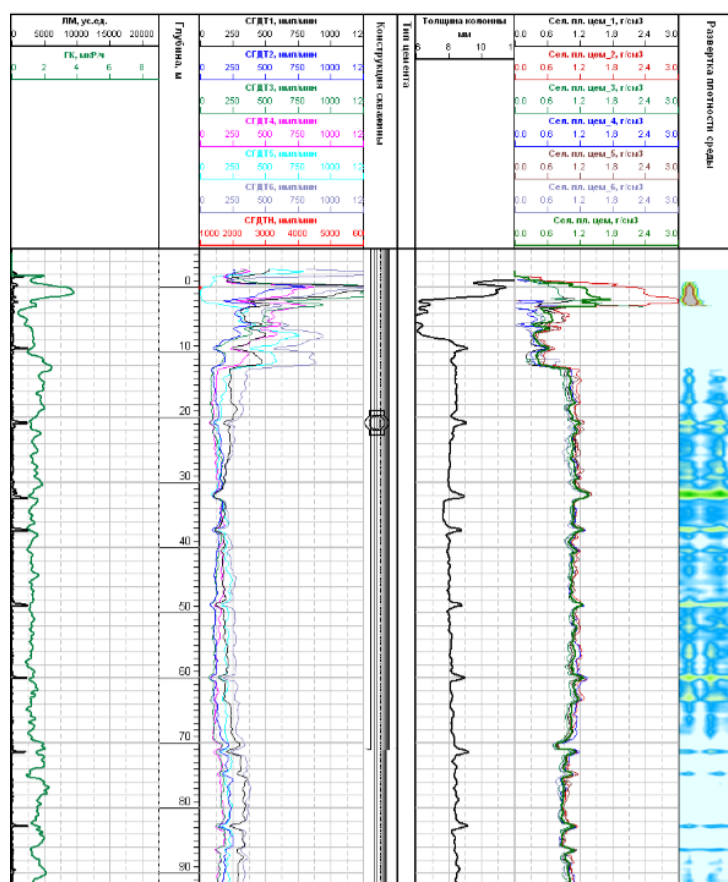 ЛМ, ус.ед.
0 5000 10000 15000 20000
ГК, мкР/ч
0 2 4 6 8
Глубина, м
СГДТ1, имп/мин
0 250 500 750 1000 12
СГДТ2, имп/мин
0 250 500 750 1000 12
СГДТ3, имп/мин
0 250 500 750 1000 12
СГДТ4, имп/мин
0 250 500 750 1000 12
СГДТ5, имп/мин
0 250 500 750 1000 12
СГДТ6, имп/мин
0 250 500 750 1000 12
СГДТН, имп/мин
1000 2000 3000 4000 5000 600
Конструкция скважины
Тип цемента
Толщина колонны
мм
6 8 10 1
Сел. пл. цем_1, г/см3
0.0 0.6 1.2 1.8 2.4 3.0
Сел. пл. цем_2, г/см3
0.0 0.6 1.2 1.8 2.4 3.0
Сел. пл. цем_3, г/см3
0.0 0.6 1.2 1.8 2.4 3.0
Сел. пл. цем_4, г/см3
0.0 0.6 1.2 1.8 2.4 3.0
Сел. пл. цем_5, г/см3
0.0 0.6 1.2 1.8 2.4 3.0
Сел. пл. цем_6, г/см3
0.0 0.6 1.2 1.8 2.4 3.0
Сел. пл. цем, г/см3
0.0 0.6 1.2 1.8 2.4 3.0
Развертка плотности среды
0
10
20
30
40
50
60
70
80
90